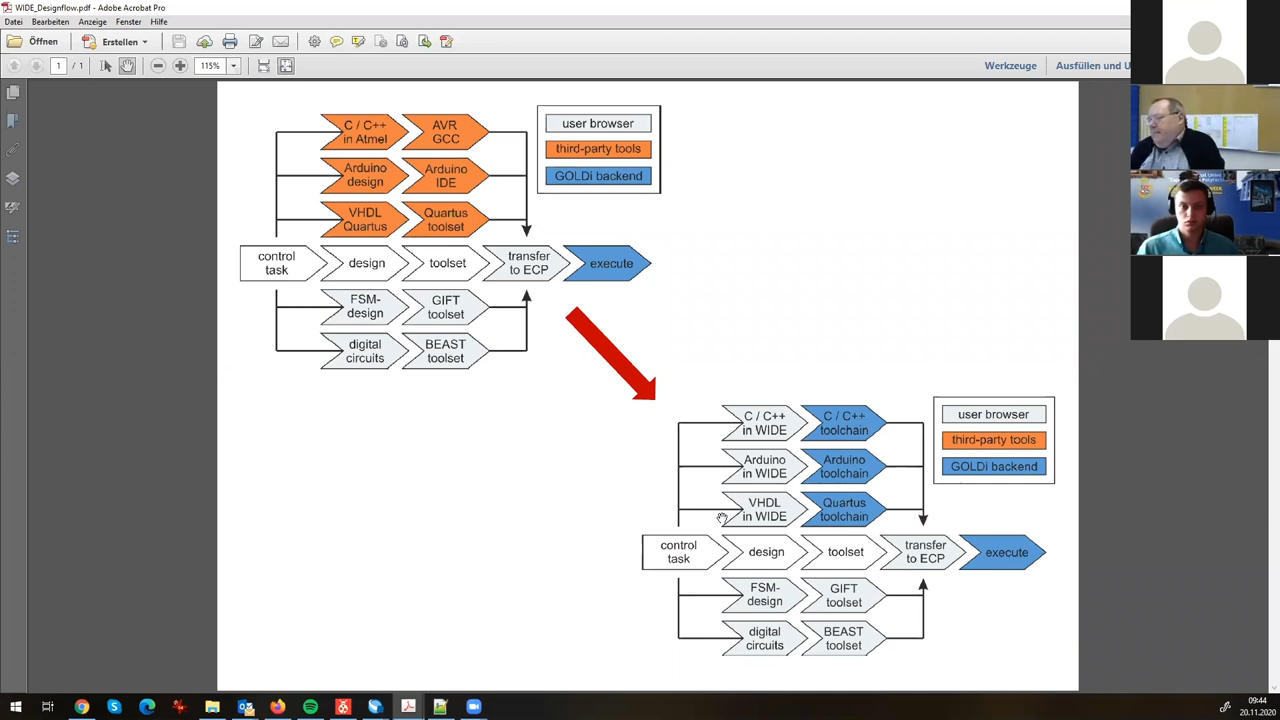 WIDE_Designflow.pdf - Adobe Acrobat Pro
Datei Bearbeiten Anzeige Fenster Hilfe
Öffnen Erstellen
1 / 1 115% Werkzeuge Ausfüllen und U
C / C++
in Atmel
AVR
GCC
Arduino
design
Arduino
IDE
VHDL
Quartus
Quartus
toolset
control
task
design
toolset
transfer
to ECP
execute
FSM-
design
GIFT
toolset
digital
circuits
BEAST
toolset
user browser
third-party tools
GOLDi backend
C / C++
in WIDE
C / C++
toolchain
Arduino
in WIDE
Arduino
toolchain
VHDL
in WIDE
Quartus
toolchain
control
task
design
toolset
transfer
to ECP
execute
FSM-
design
GIFT
toolset
digital
circuits
BEAST
toolset
user browser
third-party tools
GOLDi backend
09:44
20.11.2020